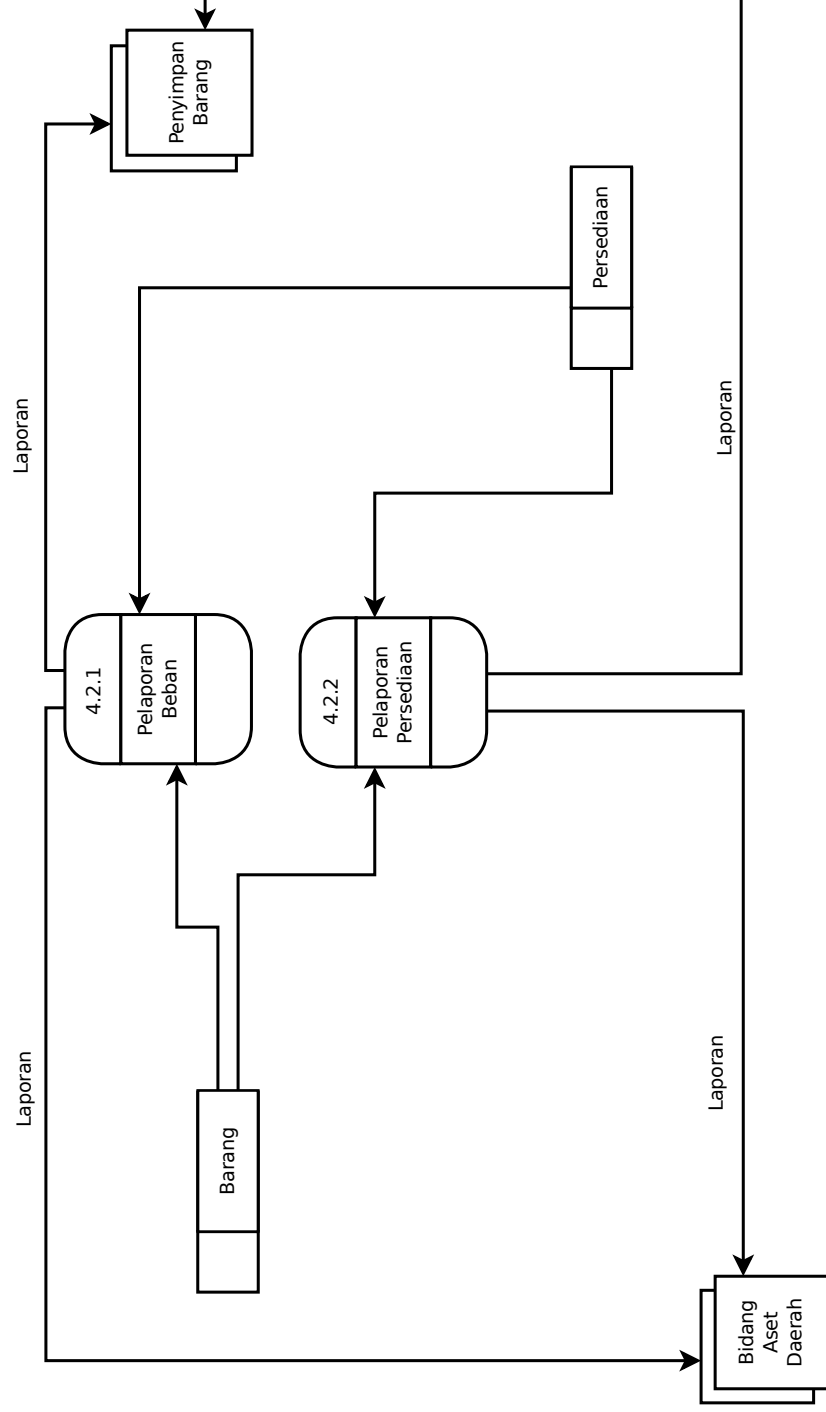 Laporan
4.2.1
Pelaporan
Beban
Penyimpan
Barang
Barang
4.2.2
Pelaporan
Persediaan
Persediaan
Laporan
Laporan
Laporan
Bidang
Aset
Daerah